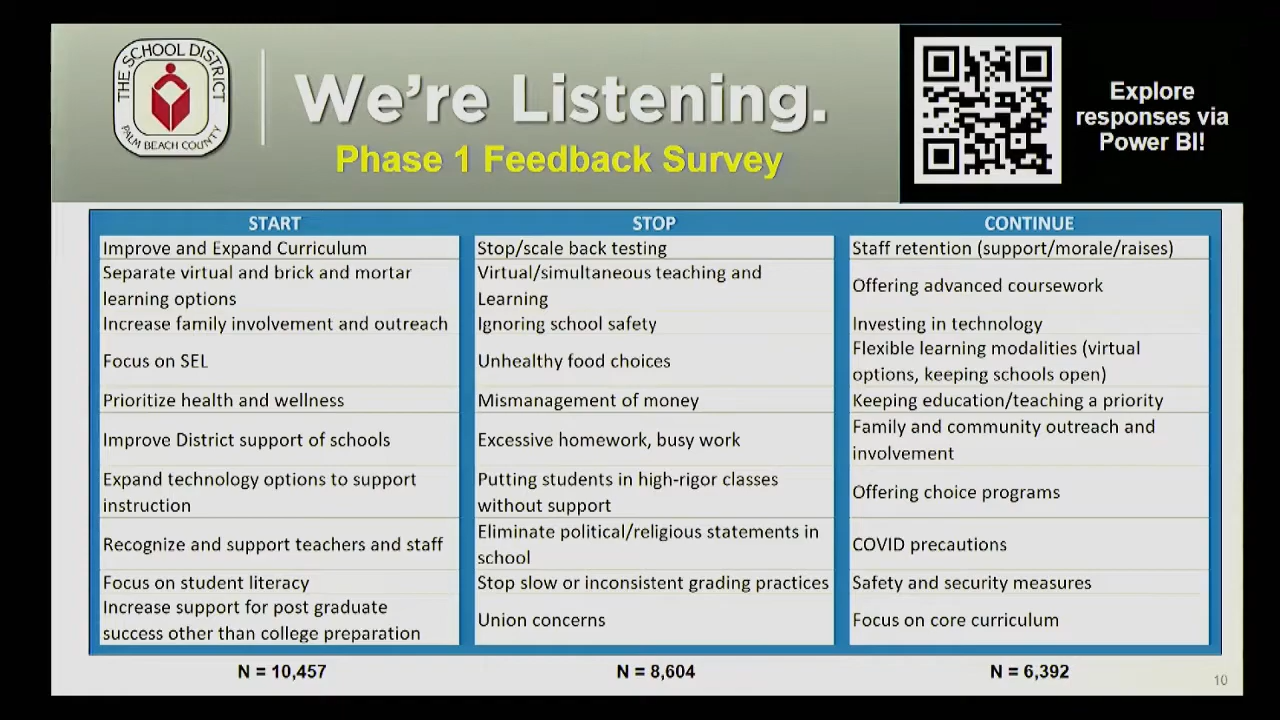 THE SCHOOL DISTRICT
PALM BEACH COUNTY
We're Listening.
Phase 1 Feedback Survey
Explore
responses via
Power BI!
START
Improve and Expand Curriculum
Separate virtual and brick and mortar
learning options
Increase family involvement and outreach
Focus on SEL
Prioritize health and wellness
Improve District support of schools
Expand technology options to support
instruction
Recognize and support teachers and staff
Focus on student literacy
Increase support for post graduate
success other than college preparation
N = 10,457
STOP
Stop/scale back testing
Virtual/simultaneous teaching and
Learning
Ignoring school safety
Unhealthy food choices
Mismanagement of money
Excessive homework, busy work
Putting students in high-rigor classes
without support
Eliminate political/religious statements in
school
Stop slow or inconsistent grading practices
Union concerns
N = 8,604
CONTINUE
Staff retention (support/morale/raises)
Offering advanced coursework
Investing in technology
Flexible learning modalities (virtual
options, keeping schools open)
Keeping education/teaching a priority
Family and community outreach and
involvement
Offering choice programs
COVID precautions
Safety and security measures
Focus on core curriculum
N = 6,392
10